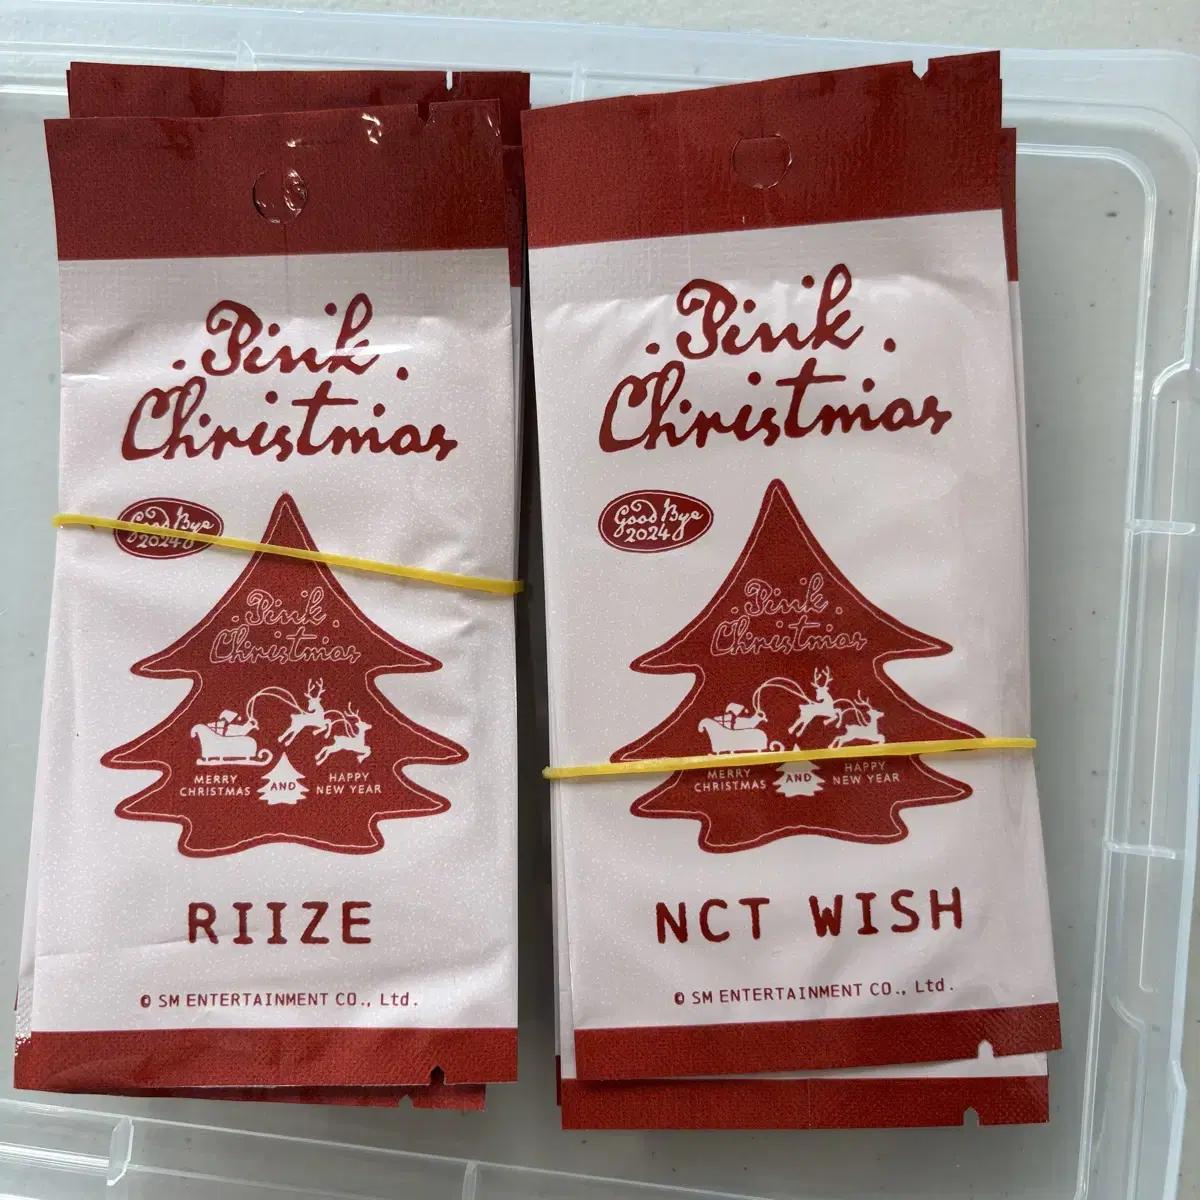 Pink
Christmas
Good Bye
2024
Pink
Christmas
MERRY
CHRISTMAS
AND
HAPPY
NEW YEAR
RIIZE
© SM ENTERTAINMENT CO., Ltd.
Pink
Christmas
Good Bye
2024
Pink
Christmas
MERRY
CHRISTMAS
AND
HAPPY
NEW YEAR
NCT WISH
© SM ENTERTAINMENT CO., Ltd.